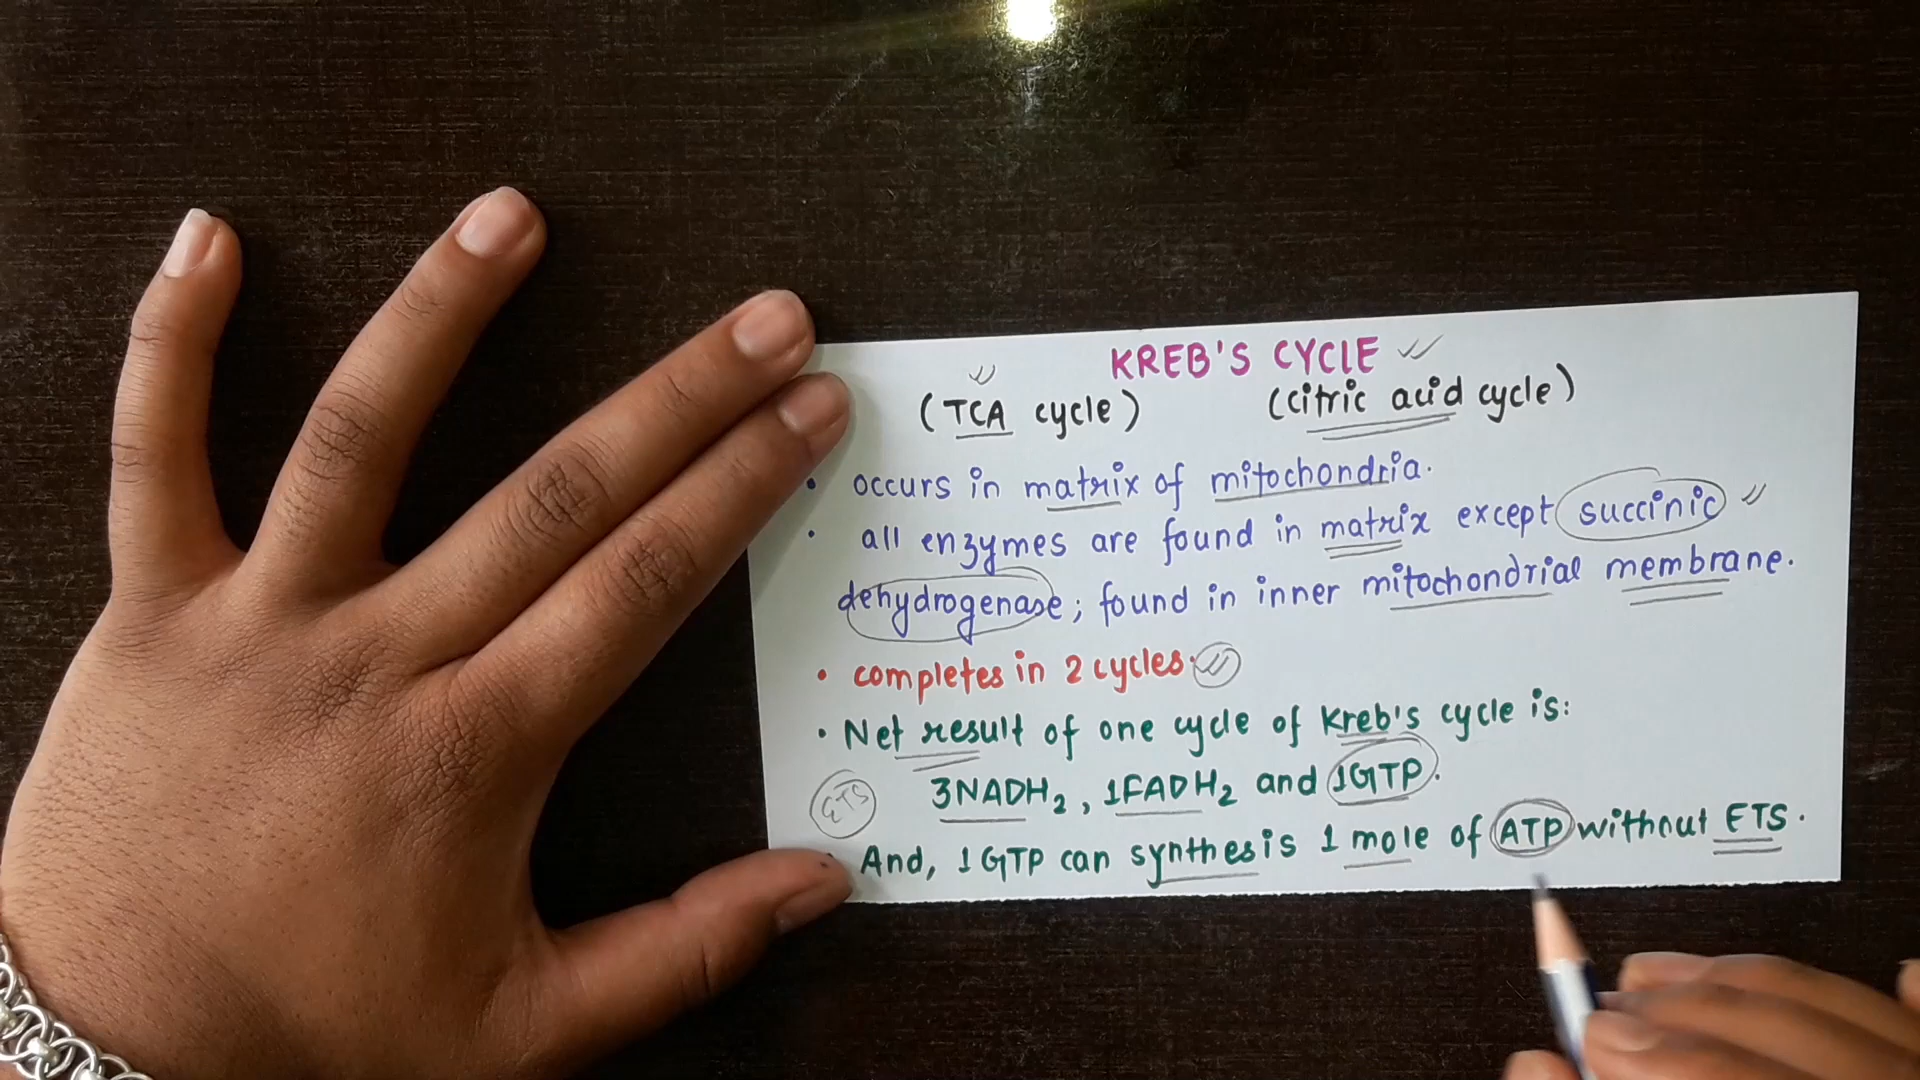 KREB'S CYCLE
(TCA cycle) (citric acid cycle)
• occurs in matrix of mitochondria.
• all enzymes are found in matrix except succinic
dehydrogenase; found in inner mitochondrial membrane.
• completes in 2 cycles.
• Net result of one cycle of Kreb's cycle is:
ETS 3NADH₂, 1FADH₂ and 1GTP.
• And, 1GTP can synthesis 1 mole of ATP without ETS.